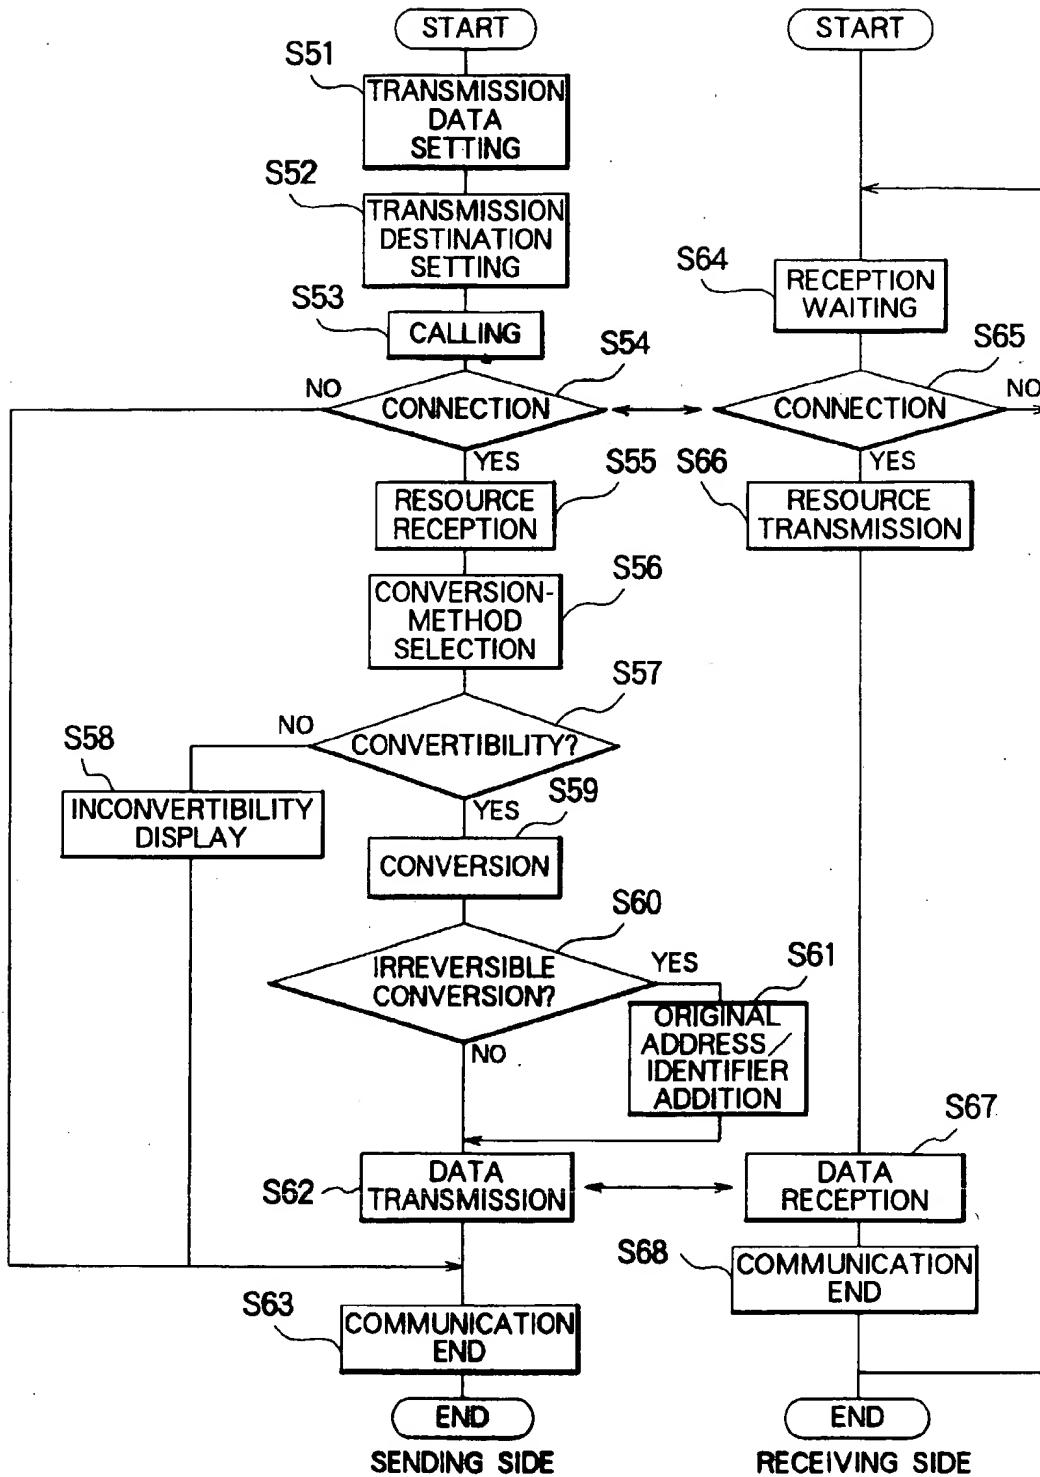 START
START
S51
TRANSMISSION
DATA
SETTING
S52
TRANSMISSION
DESTINATION
SETTING
S64
RECEPTION
WAITING
S53
CALLING
S54
S65
NO
CONNECTION
CONNECTION
NO
YES
S55
S66
YES
RESOURCE
RECEPTION
RESOURCE
TRANSMISSION
S56
CONVERSION-
METHOD
SELECTION
S57
NO
CONVERTIBILITY?
S58
YES
S59
INCONVERTIBILITY
DISPLAY
CONVERSION
S60
IRREVERSIBLE
CONVERSION?
YES
S61
ORIGINAL
ADDRESS /
IDENTIFIER
ADDITION
NO
S67
S62
DATA
TRANSMISSION
DATA
RECEPTION
S68
COMMUNICATION
END
S63
COMMUNICATION
END
END
END
SENDING SIDE
RECEIVING SIDE